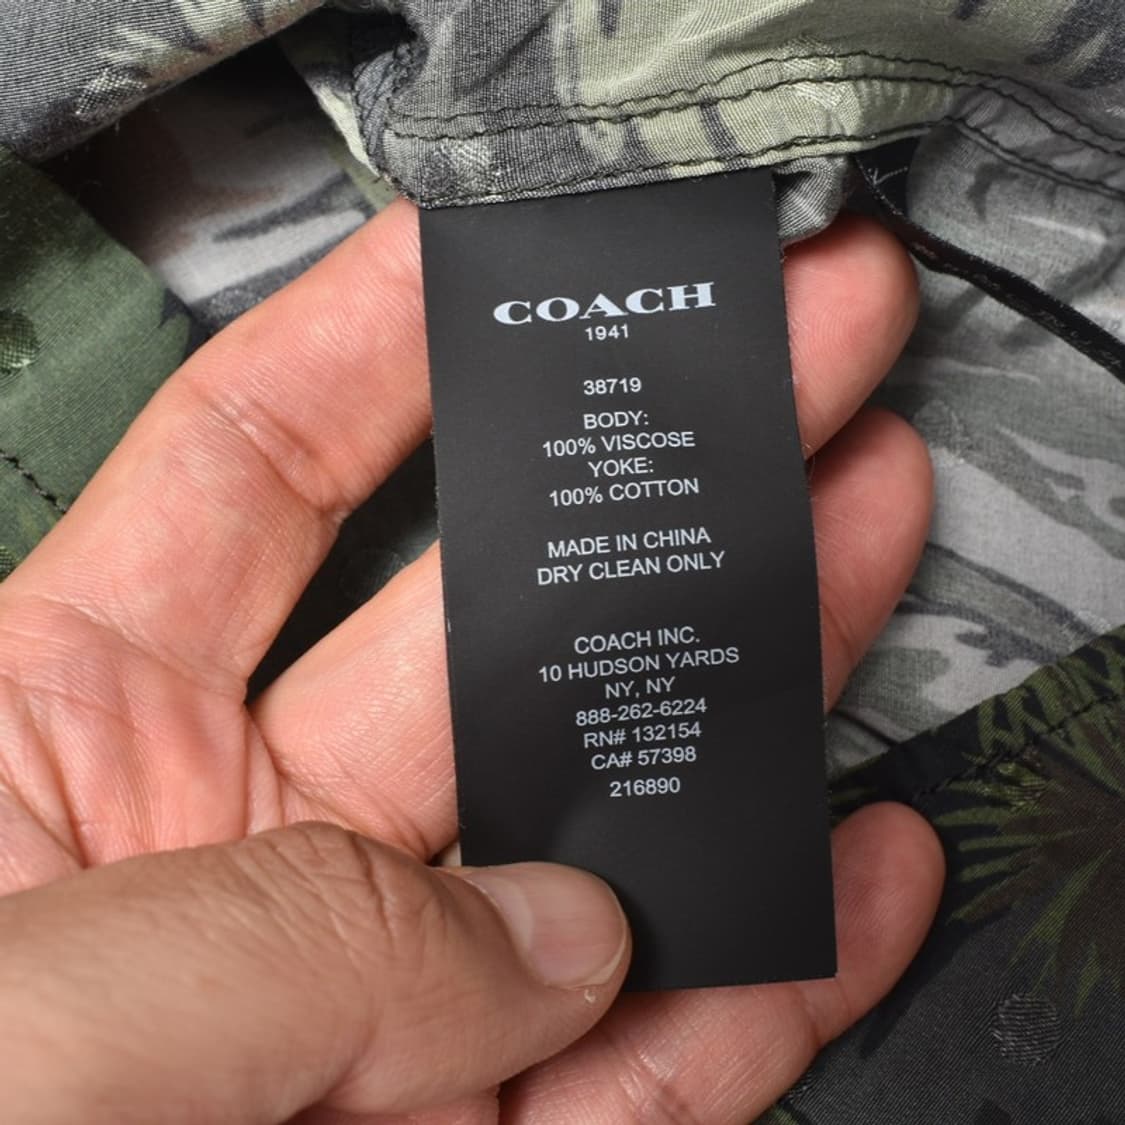 COACH
1941
38719
BODY:
100% VISCOSE
YOKE:
100% COTTON
MADE IN CHINA
DRY CLEAN ONLY
COACH INC.
10 HUDSON YARDS
NY, NY
888-262-6224
RN# 132154
CA# 57398
216890